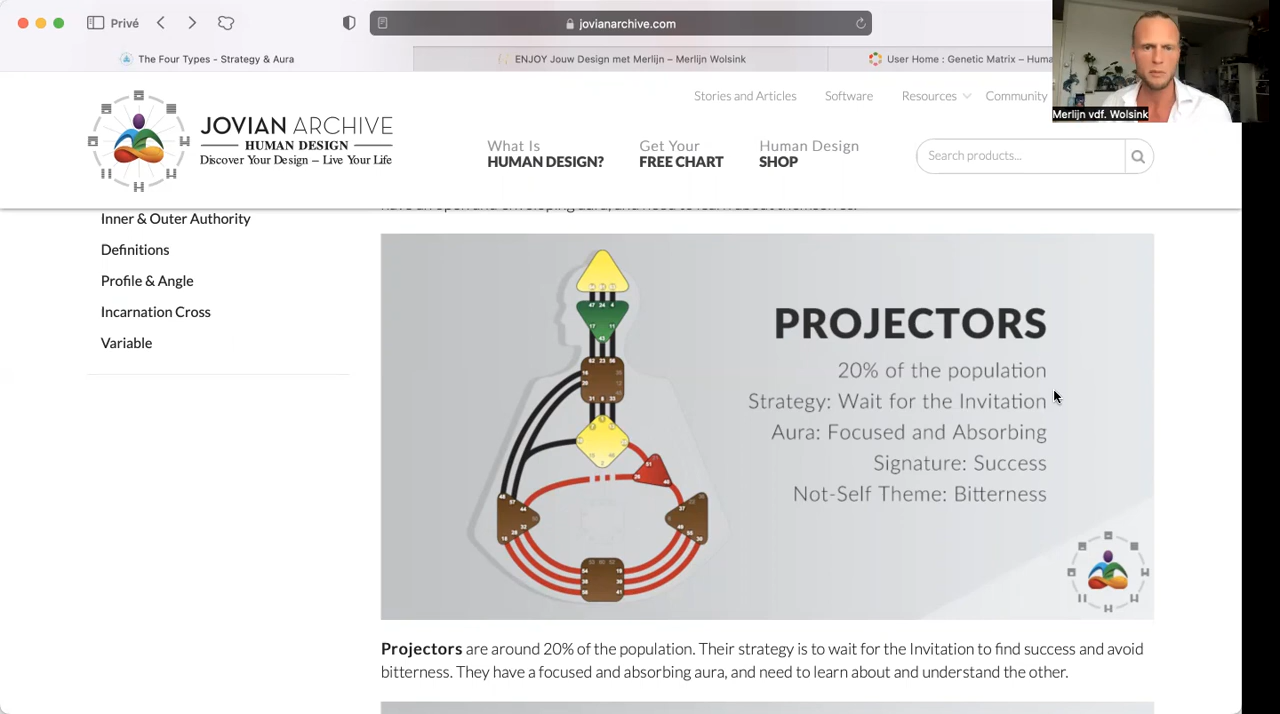 Privé
jovianarchive.com
The Four Types - Strategy & Aura
ENJOY Jouw Design met Merlijn – Merlijn Wolsink
User Home : Genetic Matrix – Huma
Merlijn vdf. Wolsink
Stories and Articles
Software
Resources
Community
JOVIAN ARCHIVE
HUMAN DESIGN
Discover Your Design – Live Your Life
What Is
HUMAN DESIGN?
Get Your
FREE CHART
Human Design
SHOP
Search products...
Inner & Outer Authority
Definitions
Profile & Angle
Incarnation Cross
Variable
PROJECTORS
20% of the population
Strategy: Wait for the Invitation
Aura: Focused and Absorbing
Signature: Success
Not-Self Theme: Bitterness
Projectors are around 20% of the population. Their strategy is to wait for the Invitation to find success and avoid
bitterness. They have a focused and absorbing aura, and need to learn about and understand the other.